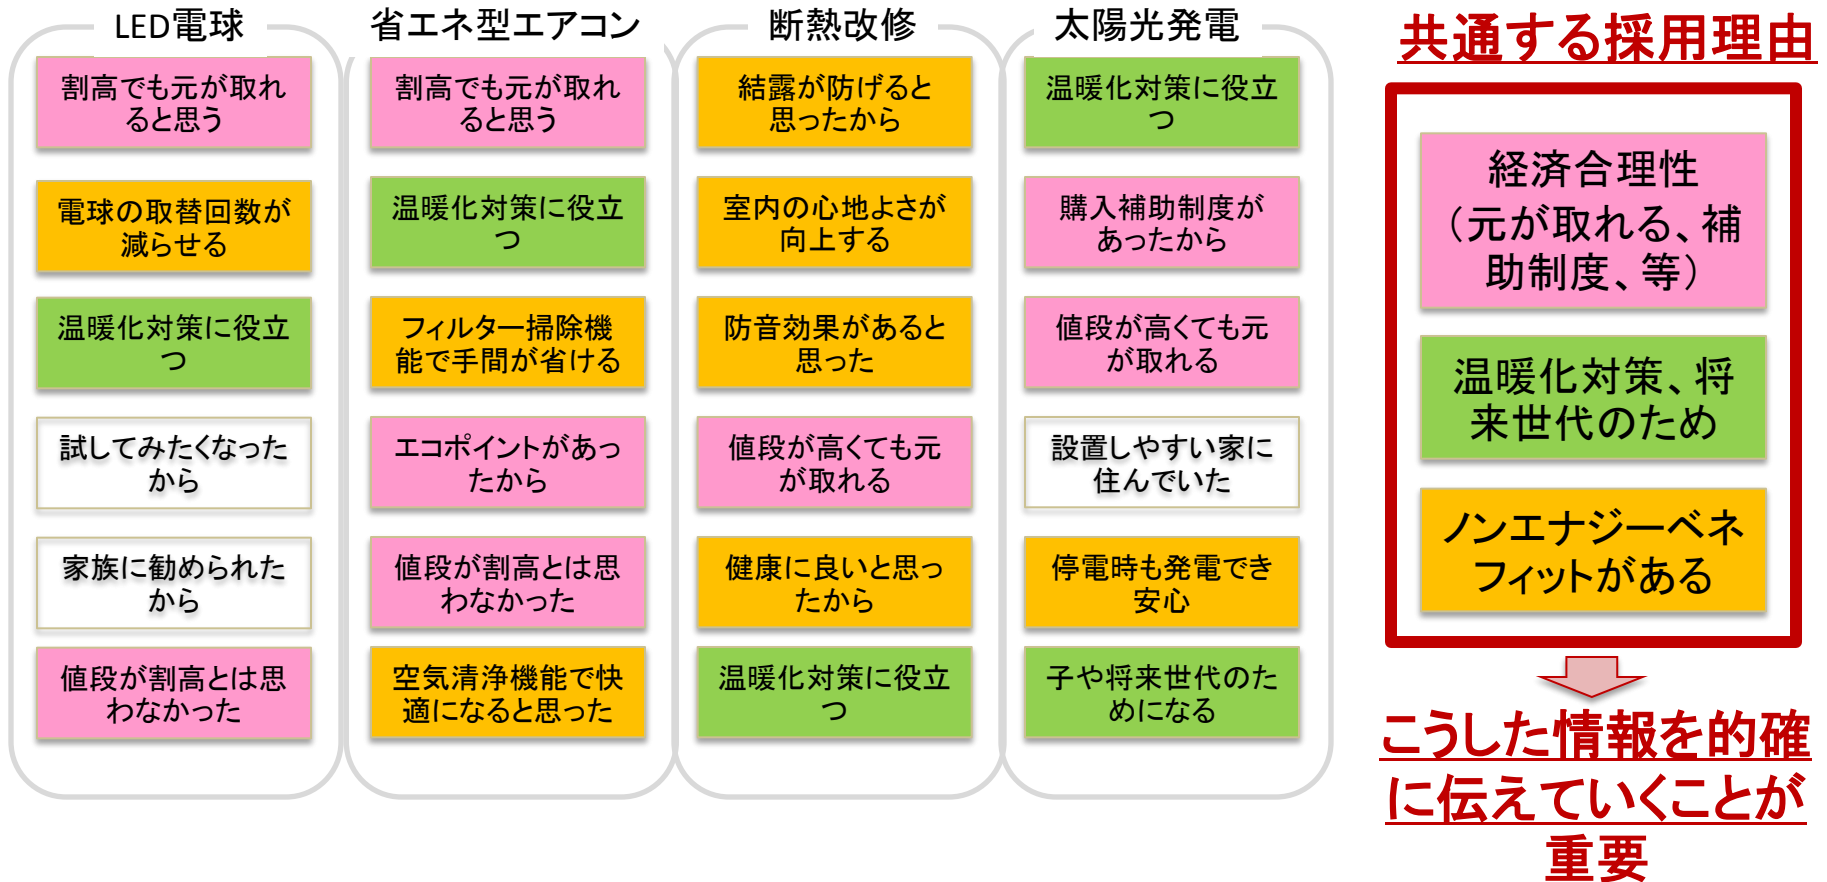 LED電球
割高でも元が取れ
ると思う
電球の取替回数が
減らせる
温暖化対策に役立
つ
試してみたくなった
から
家族に勧められた
から
値段が割高とは思
わなかった
省エネ型エアコン
割高でも元が取れ
ると思う
温暖化対策に役立
つ
フィルター掃除機
能で手間が省ける
エコポイントがあっ
たから
値段が割高とは思
わなかった
空気清浄機能で快
適になると思った
断熱改修
結露が防げると
思ったから
室内の心地よさが
向上する
防音効果があると
思った
値段が高くても元
が取れる
健康に良いと思っ
たから
温暖化対策に役立
つ
太陽光発電
温暖化対策に役立
つ
購入補助制度が
あったから
値段が高くても元
が取れる
設置しやすい家に
住んでいた
停電時も発電でき
安心
子や将来世代のた
めになる
共通する採用理由
経済合理性
（元が取れる、補
助制度、等）
温暖化対策、将
来世代のため
ノンエナジーベネ
フィットがある
こうした情報を的確
に伝えていくことが
重要